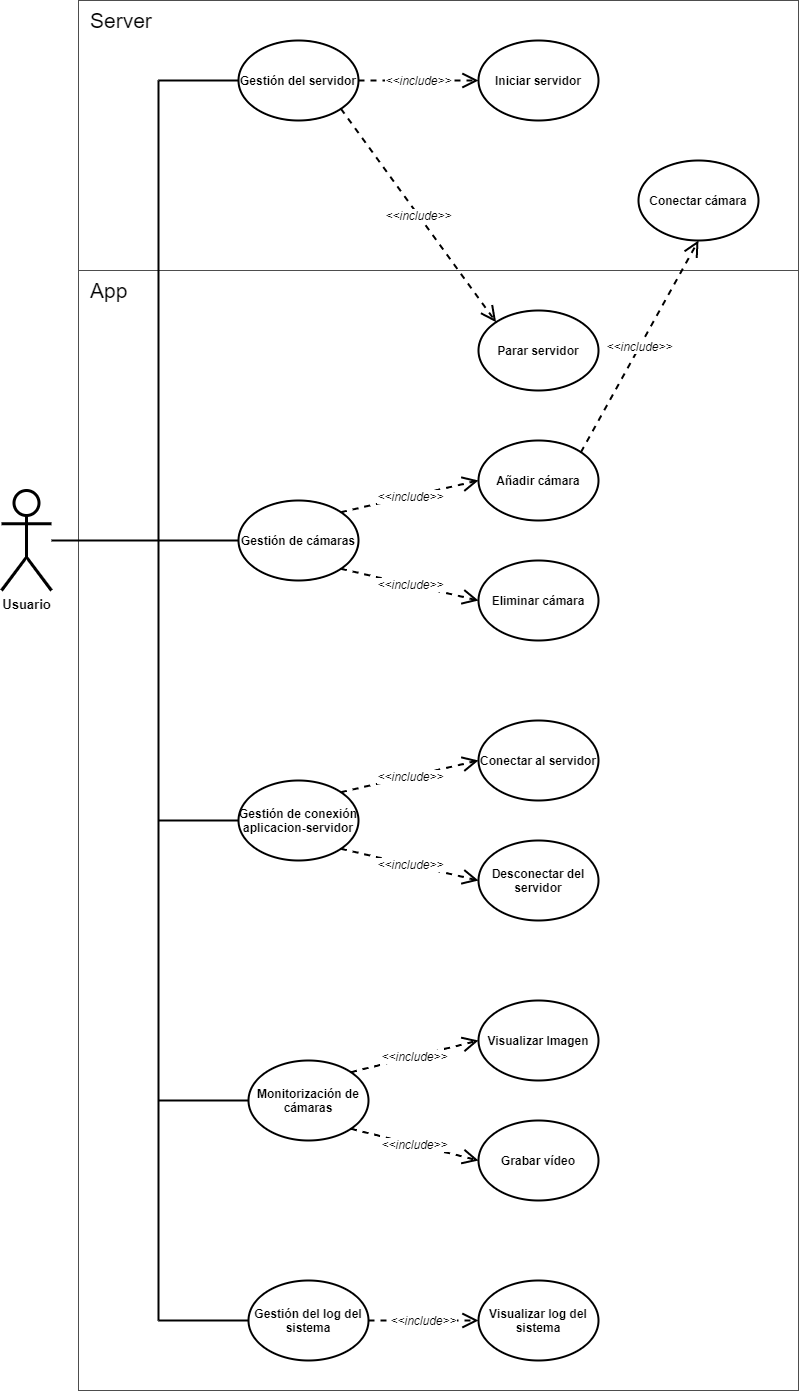 Server
Gestión del servidor
<<include>>
Iniciar servidor
Conectar cámara
<<include>>
App
Parar servidor
<<include>>
Añadir cámara
<<include>>
Gestión de cámaras
<<include>>
Eliminar cámara
Usuario
Conectar al servidor
<<include>>
Gestión de conexión
aplicacion-servidor
<<include>>
Desconectar del
servidor
Visualizar Imagen
<<include>>
Monitorización de
cámaras
<<include>>
Grabar vídeo
Gestión del log del
sistema
<<include>>
Visualizar log del
sistema